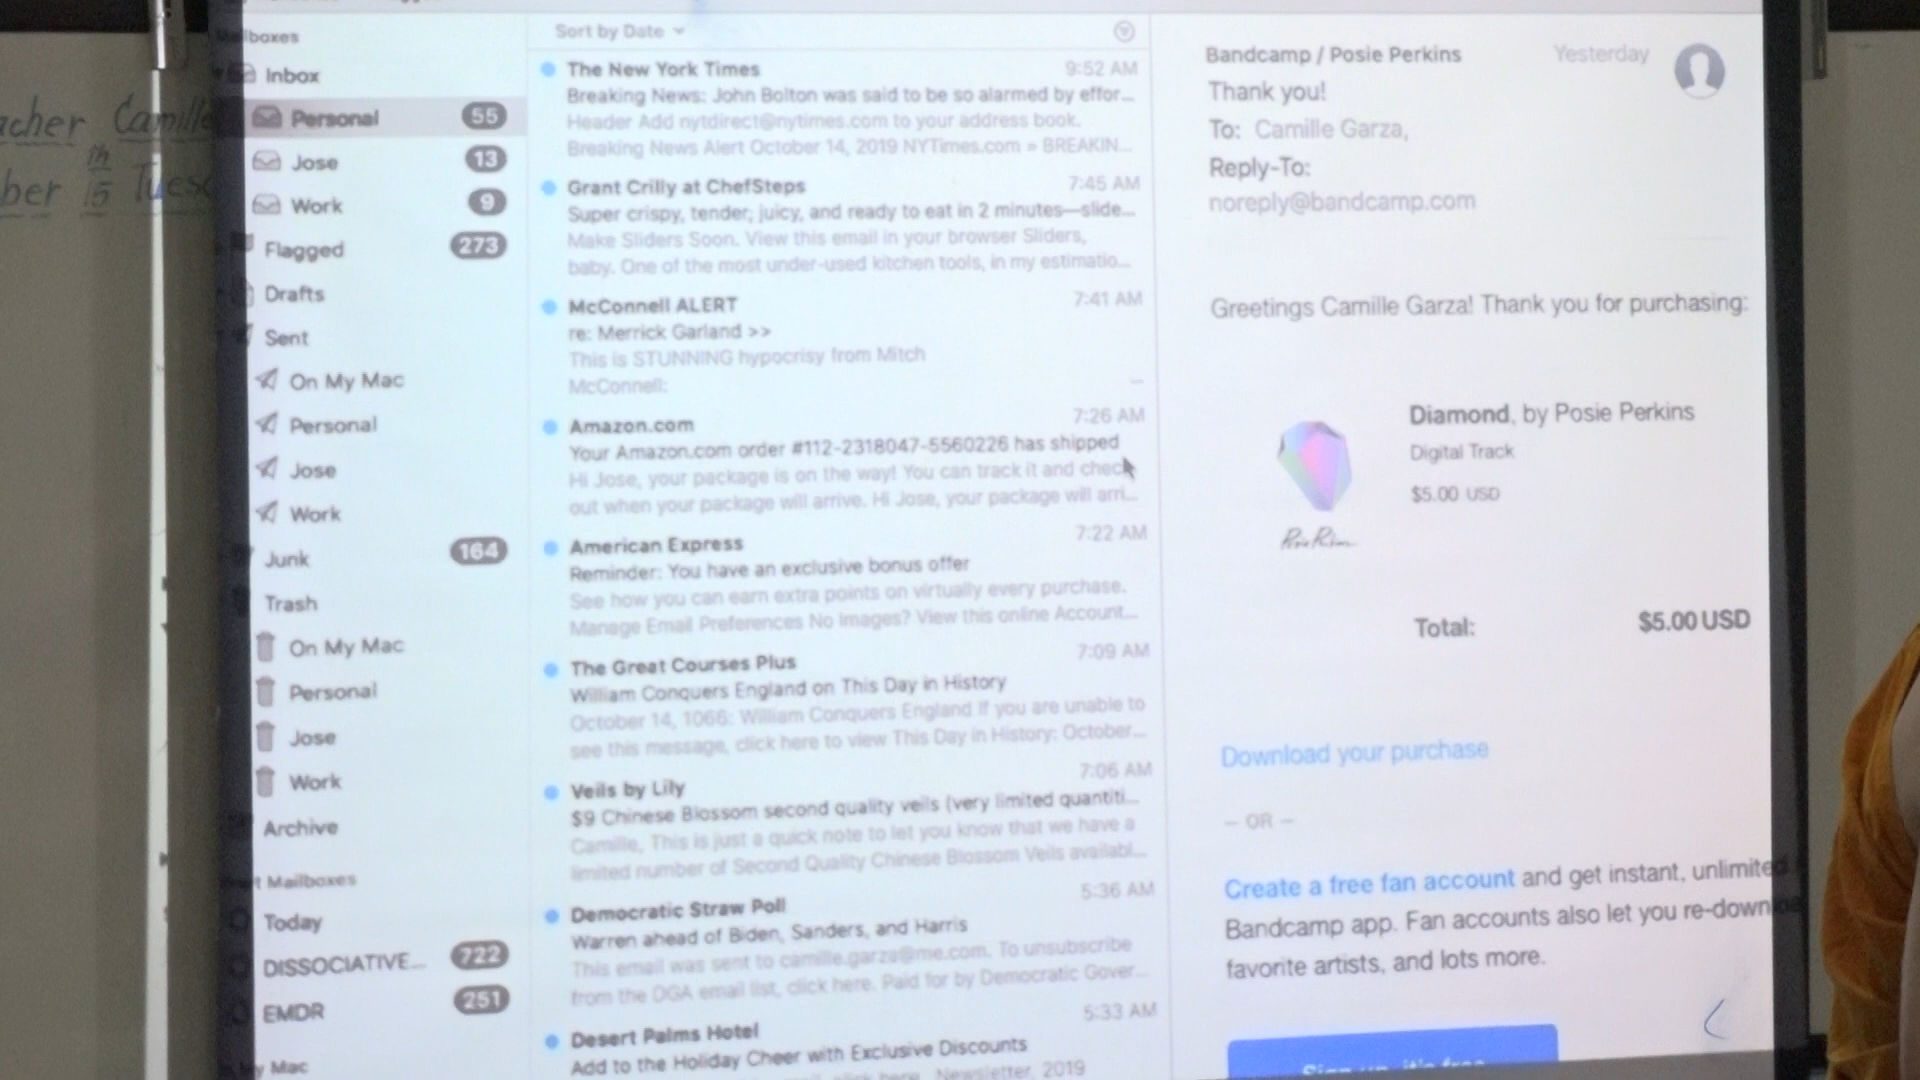 acher Camille
ber 15th Tuesd
Mailboxes
Inbox
Personal 55
Jose 13
Work 9
Flagged 273
Drafts
Sent
On My Mac
Personal
Jose
Work
Junk 164
Trash
On My Mac
Personal
Jose
Work
Archive
Mailboxes
Today
DISSOCIATIVE... 722
EMDR 251
My Mac
Sort by Date
The New York Times 9:52 AM
Breaking News: John Bolton was said to be so alarmed by effor...
Header Add nytdirect@nytimes.com to your address book.
Breaking News Alert October 14, 2019 NYTimes.com » BREAKIN...
Grant Crilly at ChefSteps 7:45 AM
Super crispy, tender, juicy, and ready to eat in 2 minutes—slide...
Make Sliders Soon. View this email in your browser Sliders,
baby. One of the most under-used kitchen tools, in my estimatio...
McConnell ALERT 7:41 AM
re: Merrick Garland >>
This is STUNNING hypocrisy from Mitch
McConnell: ...
Amazon.com 7:26 AM
Your Amazon.com order #112-2318047-5560226 has shipped
Hi Jose, your package is on the way! You can track it and check
out when your package will arrive. Hi Jose, your package will arri...
American Express 7:22 AM
Reminder: You have an exclusive bonus offer
See how you can earn extra points on virtually every purchase.
Manage Email Preferences No Images? View this online Account...
The Great Courses Plus 7:09 AM
William Conquers England on This Day in History
October 14, 1066: William Conquers England If you are unable to
see this message, click here to view This Day in History: October...
Veils by Lily 7:06 AM
$9 Chinese Blossom second quality veils (very limited quantiti...
Camille, This is just a quick note to let you know that we have a
limited number of Second Quality Chinese Blossom Veils availabl...
Democratic Straw Poll 5:36 AM
Warren ahead of Biden, Sanders, and Harris
This email was sent to camille.garza@me.com. To unsubscribe
from the DGA email list, click here. Paid for by Democratic Gover...
Desert Palms Hotel 5:33 AM
Add to the Holiday Cheer with Exclusive Discounts
click here. Newsletter, 2019
Bandcamp / Posie Perkins Yesterday
Thank you!
To: Camille Garza,
Reply-To:
noreply@bandcamp.com
Greetings Camille Garza! Thank you for purchasing:
Diamond, by Posie Perkins
Digital Track
$5.00 USD
Total: $5.00 USD
Download your purchase
– OR –
Create a free fan account and get instant, unlimited
Bandcamp app. Fan accounts also let you re-downlo
favorite artists, and lots more.
Sign up, it's free